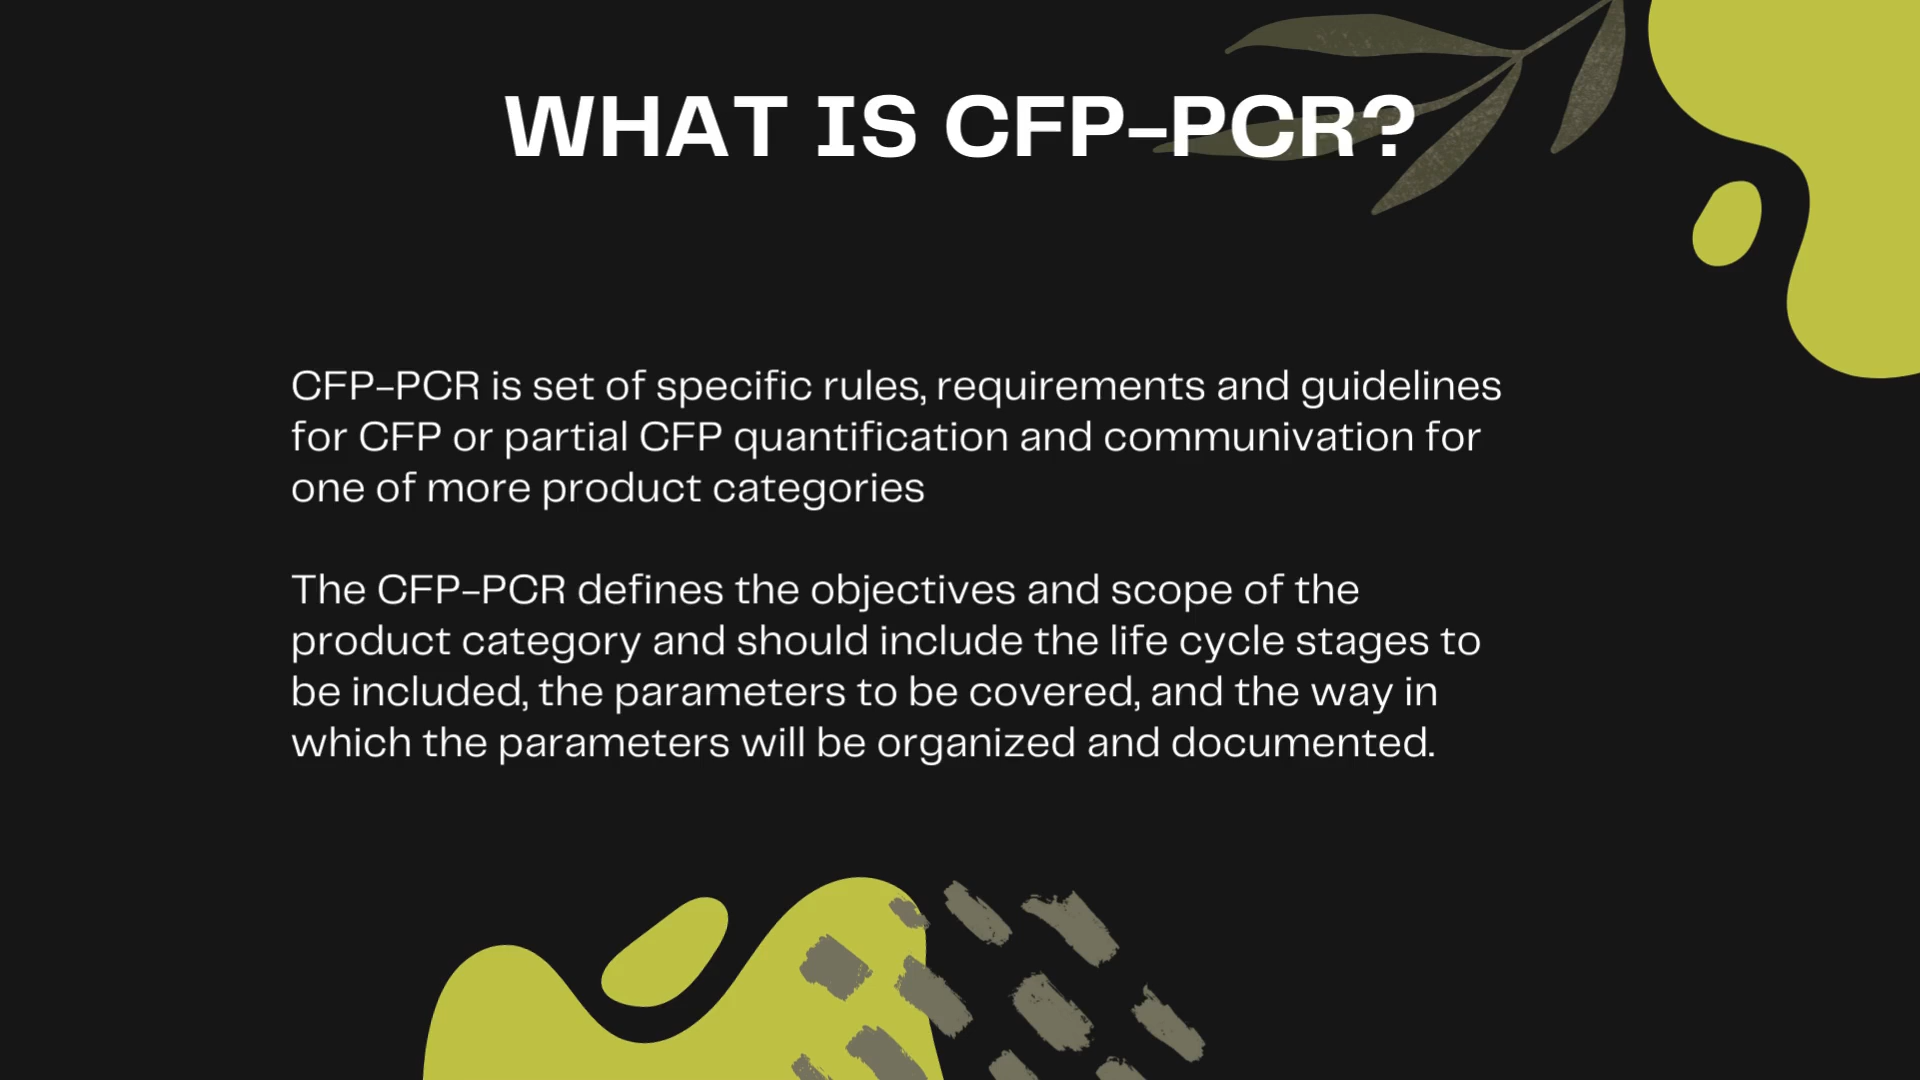 WHAT IS CFP-PCR?
CFP-PCR is set of specific rules, requirements and guidelines
for CFP or partial CFP quantification and communivation for
one of more product categories
The CFP-PCR defines the objectives and scope of the
product category and should include the life cycle stages to
be included, the parameters to be covered, and the way in
which the parameters will be organized and documented.